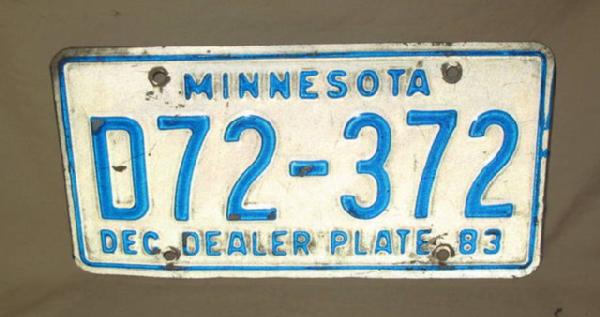 MINNESOTA
D72-372
DEC DEALER PLATE 83